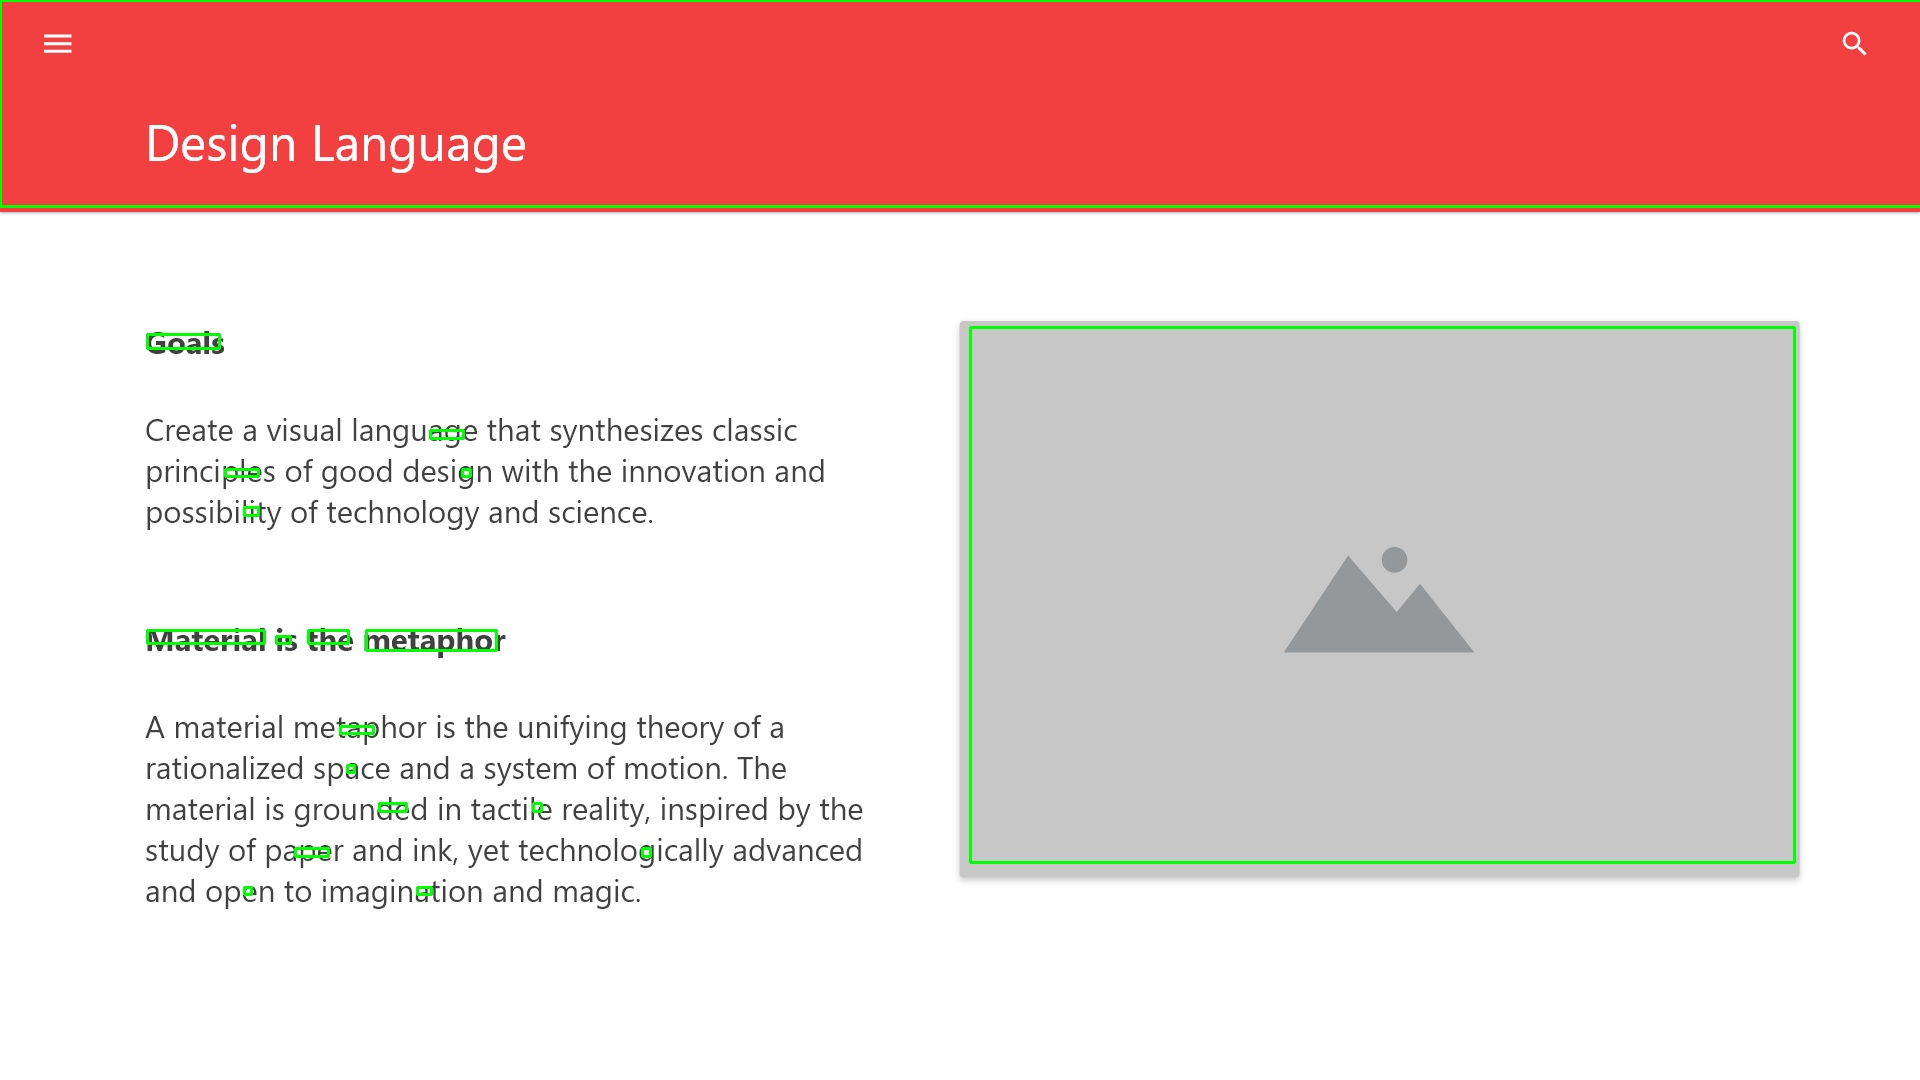 Design Language
Goals
Create a visual language that synthesizes classic
principles of good design with the innovation and
possibility of technology and science.
Material is the metaphor
A material metaphor is the unifying theory of a
rationalized space and a system of motion. The
material is grounded in tactile reality, inspired by the
study of paper and ink, yet technologically advanced
and open to imagination and magic.